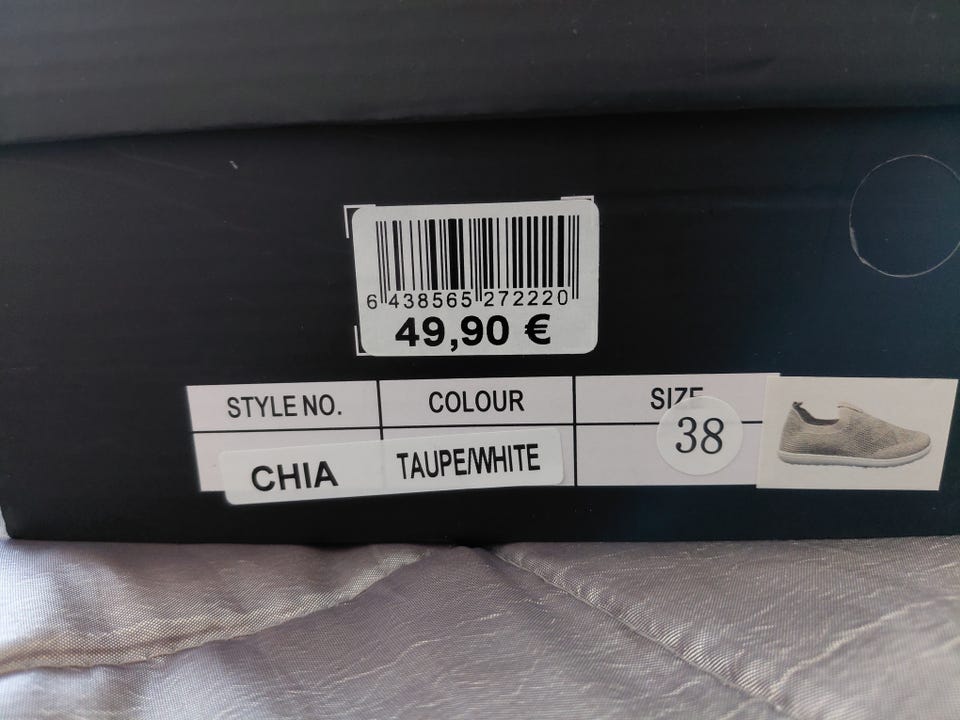 6 438565 272220
49,90 €
STYLE NO. COLOUR SIZE
CHIA TAUPE/WHITE 38